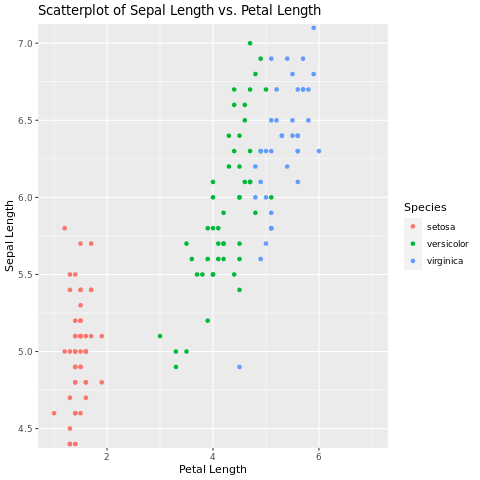 Scatterplot of Sepal Length vs. Petal Length
7.0
6.5
6.0
5.5
5.0
4.5
Sepal Length
2 4 6
Petal Length
Species
setosa
versicolor
virginica